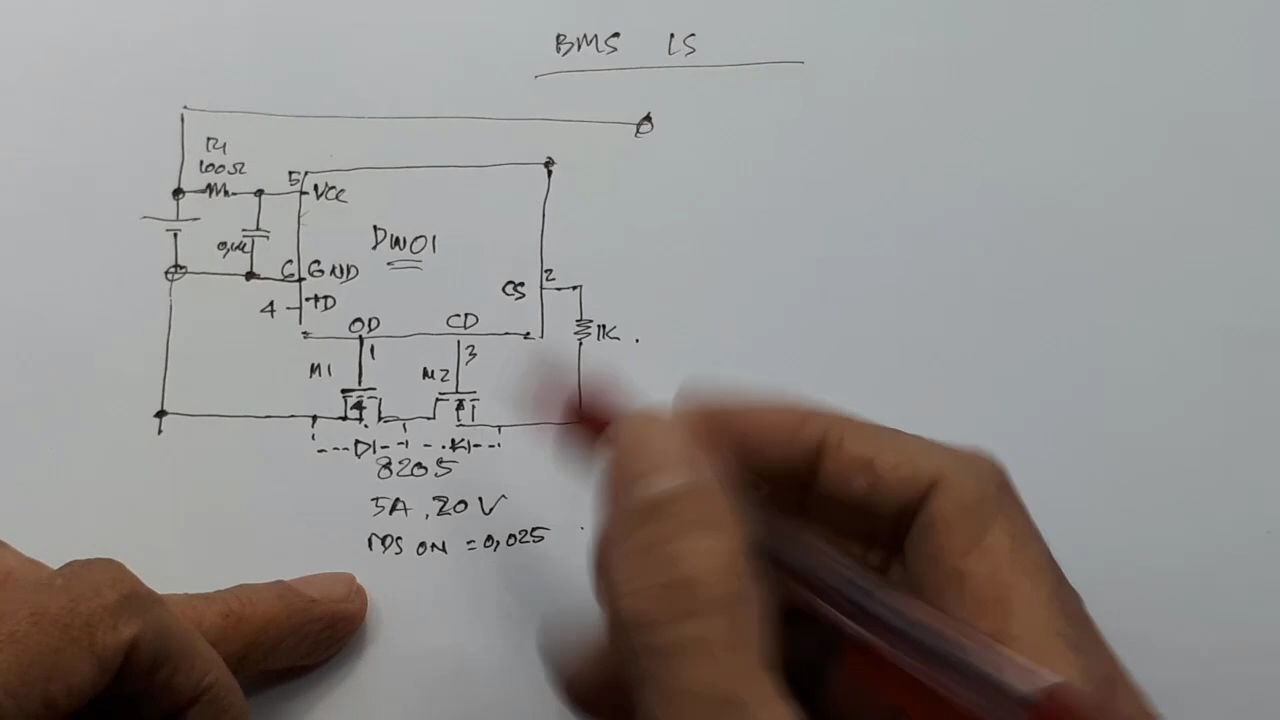 BMS 1S
R1
100Ω
5 VCC
DW01
0,1u
6 GND
4 TD
CS 2
OD CD
1K.
1 3
M1 M2
8205
5A, 20V
RDS ON = 0,025